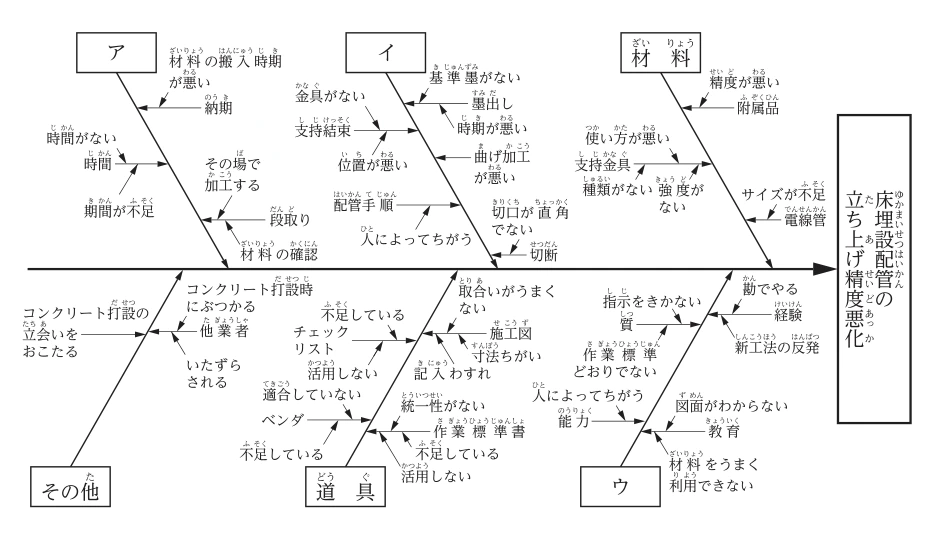 ア
材料の搬入時期
が悪い
納期
時間がない
時間
期間が不足
その場で
加工する
段取り
材料の確認
イ
基準墨がない
墨出し
時期が悪い
金具がない
支持結束
位置が悪い
曲げ加工
が悪い
配管手順
人によってちがう
切口が直角
でない
切断
材料
精度が悪い
附属品
使い方が悪い
支持金具
種類がない
強度が
ない
サイズが不足
電線管
床埋設配管の
立ち上げ精度悪化
コンクリート打設の
立会いを
おこたる
コンクリート打設時
にぶつかる
他業者
いたずら
される
その他
取合いがうまく
ない
施工図
寸法ちがい
記入わすれ
不足している
チェック
リスト
活用しない
適合していない
ベンダ
不足している
統一性がない
作業標準書
不足している
活用しない
道具
勘でやる
経験
新工法の反発
指示をきかない
質
作業標準
どおりでない
人によってちがう
能力
図面がわからない
教育
材料をうまく
利用できない
ウ